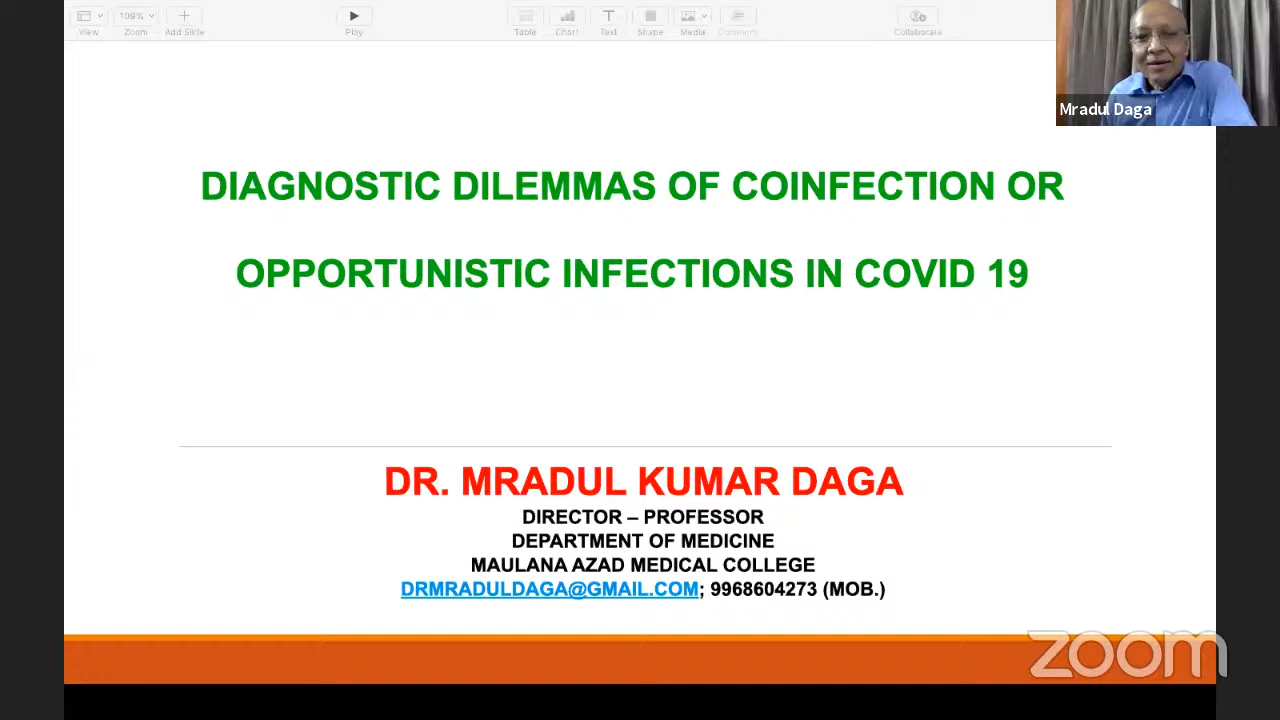 109%
View
Zoom
Add Slide
Play
Table
Chart
Text
Shape
Media
Comment
Collaborate
Mradul Daga
DIAGNOSTIC DILEMMAS OF COINFECTION OR
OPPORTUNISTIC INFECTIONS IN COVID 19
DR. MRADUL KUMAR DAGA
DIRECTOR – PROFESSOR
DEPARTMENT OF MEDICINE
MAULANA AZAD MEDICAL COLLEGE
DRMRADULDAGA@GMAIL.COM; 9968604273 (MOB.)
zoom